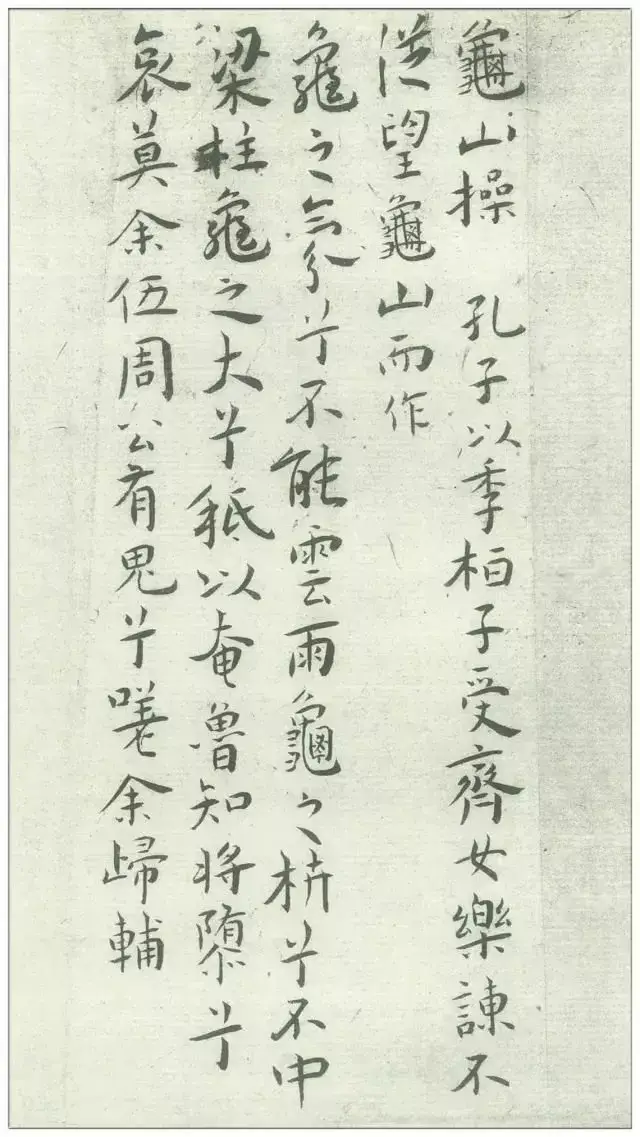 龜山操 孔子以季桓子受齊女樂諫不
從望龜山而作
龜之氛兮不能雲雨龜之枿兮不中
梁柱龜之大兮秖以奄魯知將隳兮
哀莫余伍周公有鬼兮嗟余歸輔